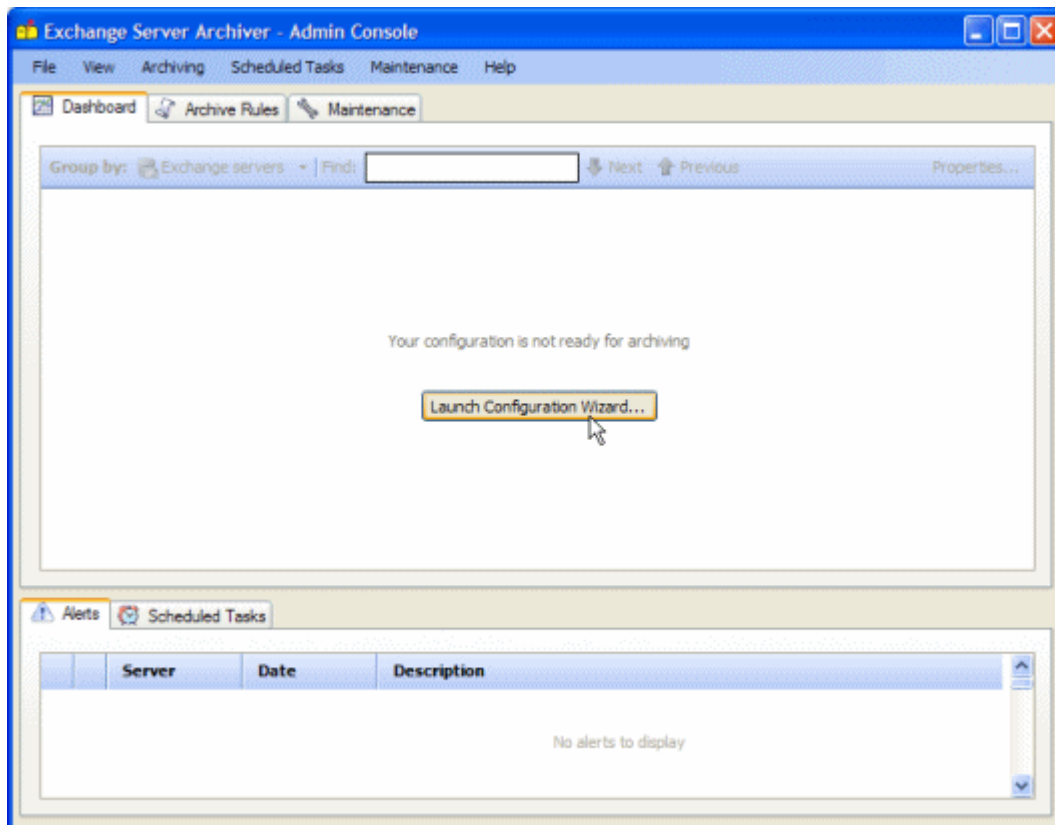 Exchange Server Archiver - Admin Console
File View Archiving Scheduled Tasks Maintenance Help
Dashboard Archive Rules Maintenance
Group by: Exchange servers Find: Next Previous Properties...
Your configuration is not ready for archiving
Launch Configuration Wizard...
Alerts Scheduled Tasks
Server Date Description
No alerts to display